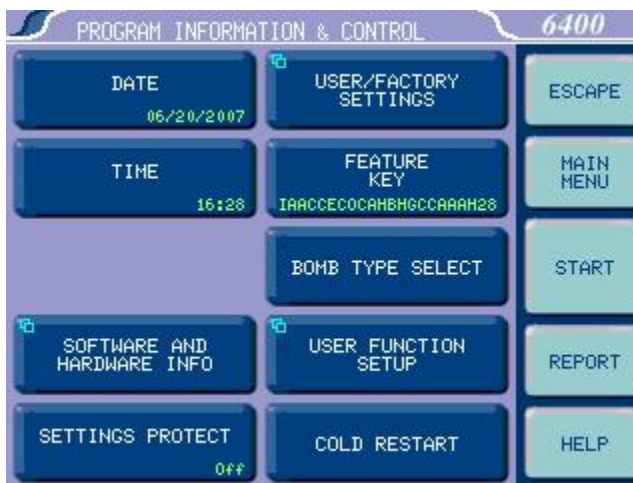 PROGRAM INFORMATION & CONTROL
6400
DATE
06/20/2007
USER/FACTORY
SETTINGS
ESCAPE
TIME
16:28
FEATURE
KEY
IAACCECOCAHBHGCCAAAH28
MAIN
MENU
BOMB TYPE SELECT
START
SOFTWARE AND
HARDWARE INFO
USER FUNCTION
SETUP
REPORT
SETTINGS PROTECT
Off
COLD RESTART
HELP